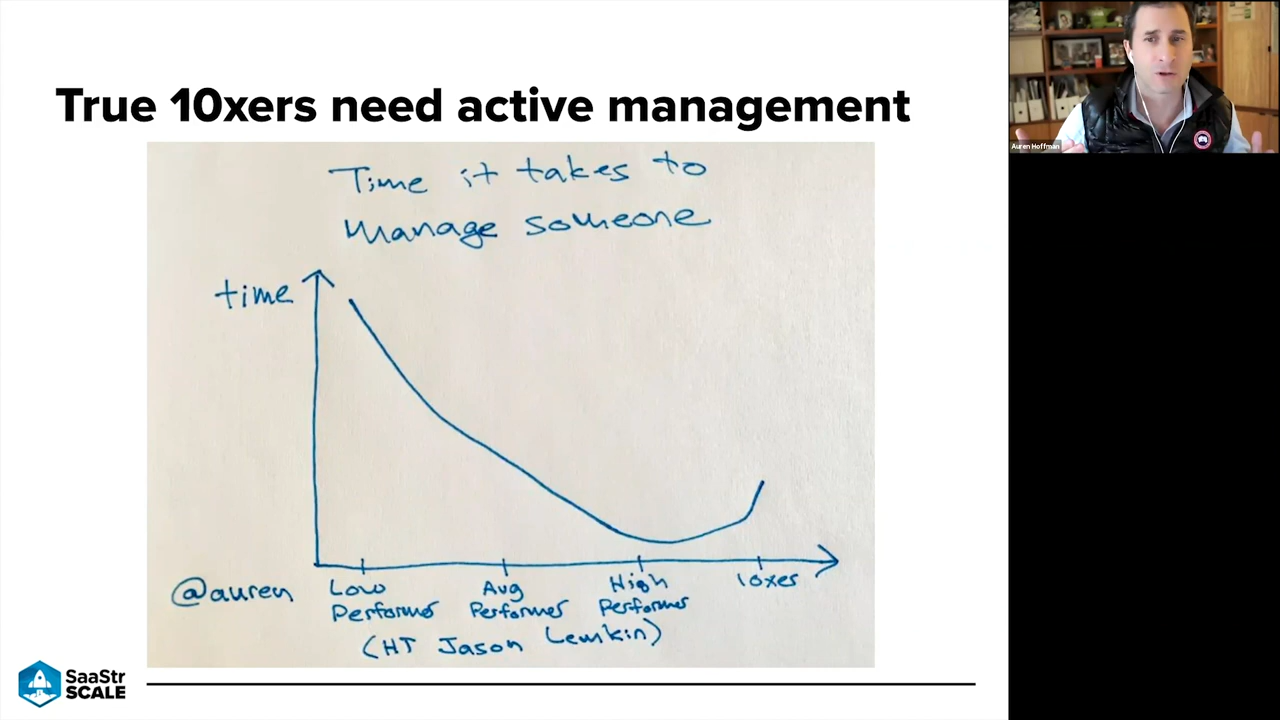 True 10xers need active management
Time it takes to
manage someone
time
Low
Performer
Avg
Performer
High
Performer
10xer
@auren
(HT Jason Lemkin)
SaaStr
SCALE
Auren Hoffman